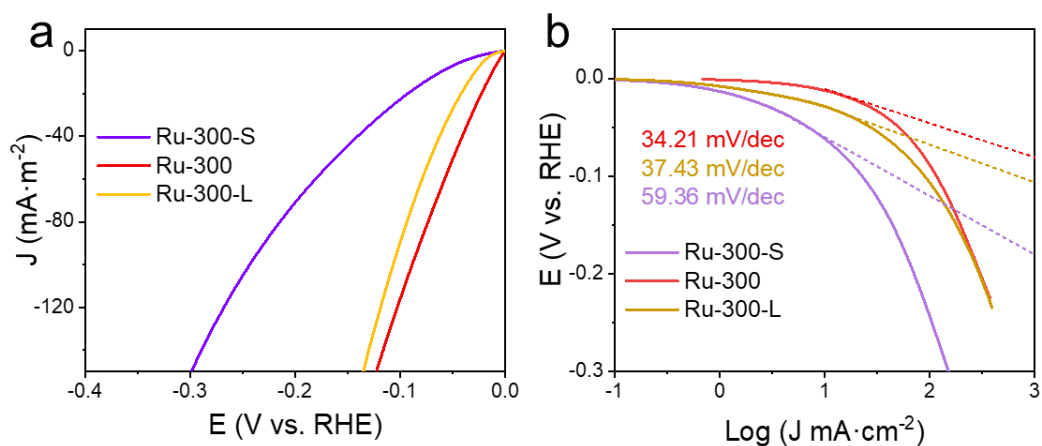 a
0
-40
-80
-120
J (mA·m-2)
Ru-300-S
Ru-300
Ru-300-L
-0.4
-0.3
-0.2
-0.1
0.0
E (V vs. RHE)
b
0.0
-0.1
-0.2
-0.3
E (V vs. RHE)
34.21 mV/dec
37.43 mV/dec
59.36 mV/dec
Ru-300-S
Ru-300
Ru-300-L
-1
0
1
2
3
Log (J mA·cm-2)